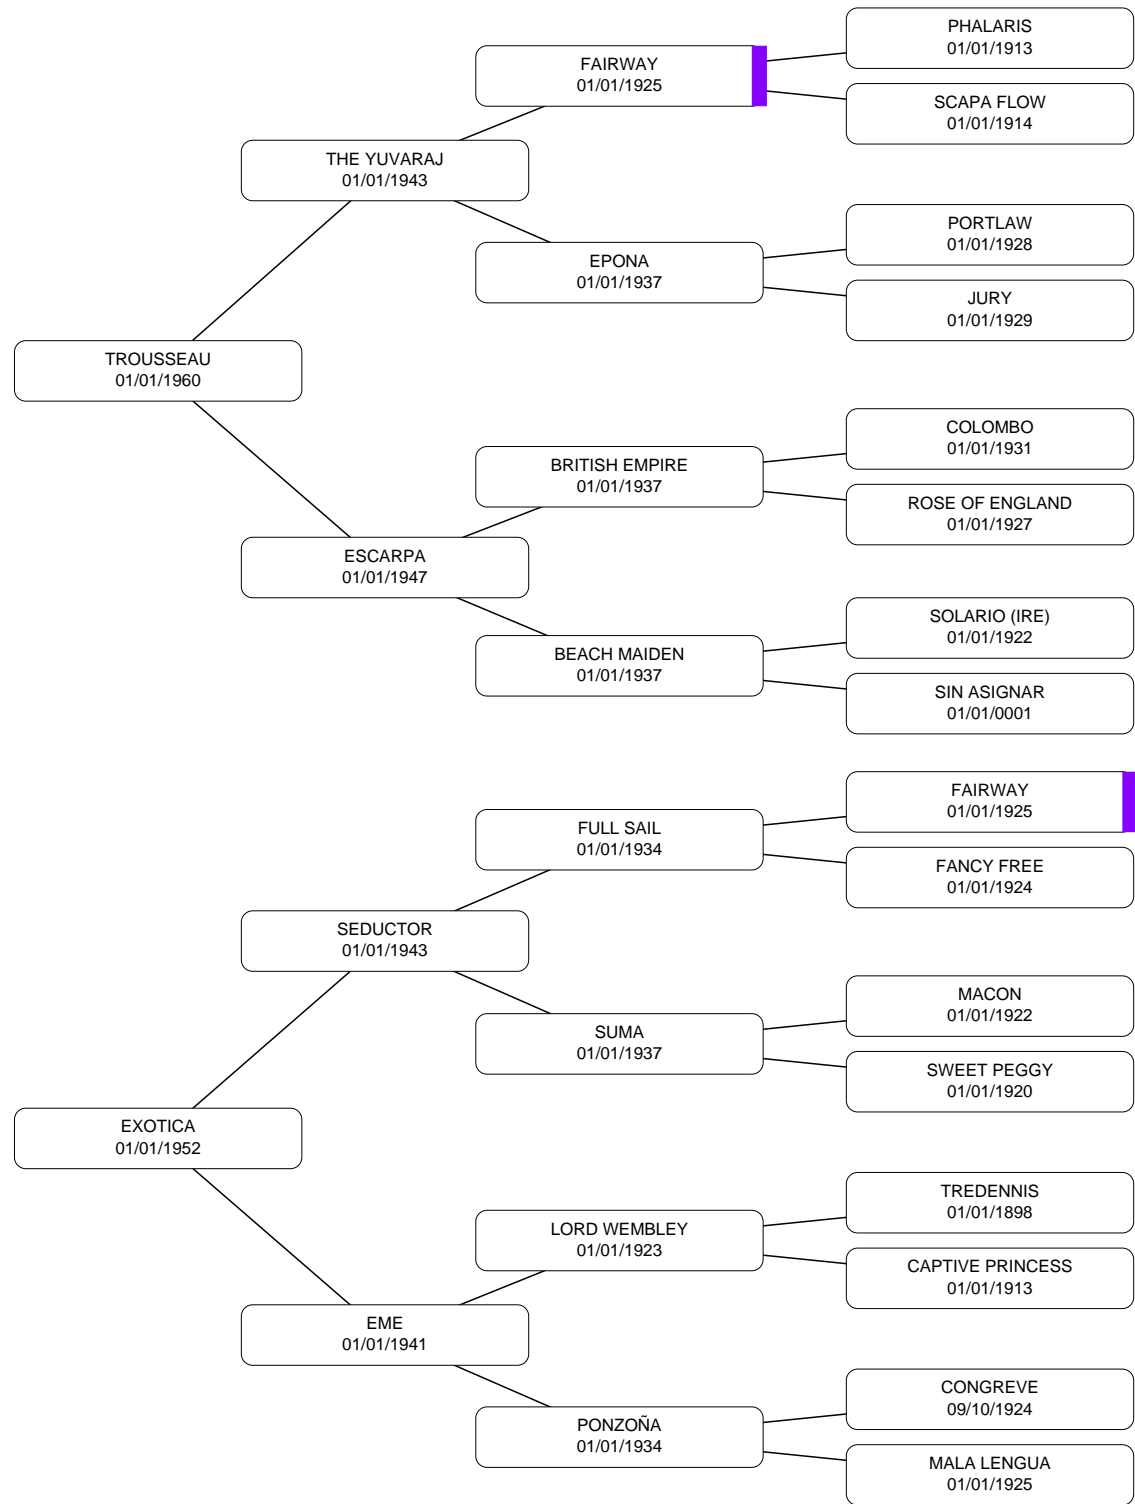 PHALARIS
01/01/1913
FAIRWAY
01/01/1925
SCAPA FLOW
01/01/1914
THE YUVARAJ
01/01/1943
PORTLAW
01/01/1928
EPONA
01/01/1937
JURY
01/01/1929
TROUSSEAU
01/01/1960
COLOMBO
01/01/1931
BRITISH EMPIRE
01/01/1937
ROSE OF ENGLAND
01/01/1927
ESCARPA
01/01/1947
SOLARIO (IRE)
01/01/1922
BEACH MAIDEN
01/01/1937
SIN ASIGNAR
01/01/0001
FAIRWAY
01/01/1925
FULL SAIL
01/01/1934
FANCY FREE
01/01/1924
SEDUCTOR
01/01/1943
MACON
01/01/1922
SUMA
01/01/1937
SWEET PEGGY
01/01/1920
EXOTICA
01/01/1952
TREDENNIS
01/01/1898
LORD WEMBLEY
01/01/1923
CAPTIVE PRINCESS
01/01/1913
EME
01/01/1941
CONGREVE
09/10/1924
PONZOÑA
01/01/1934
MALA LENGUA
01/01/1925